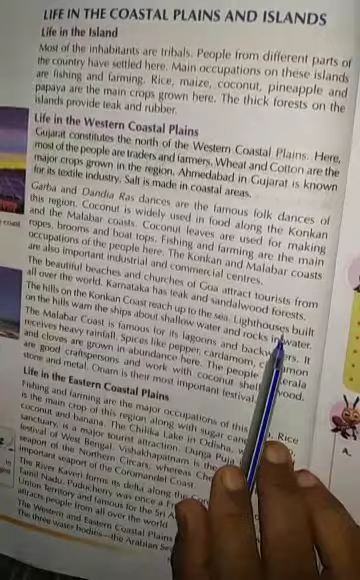 LIFE IN THE COASTAL PLAINS AND ISLANDS
Life in the Island
Most of the inhabitants are tribals. People from different parts of
the country have settled here. Main occupations on these islands
are fishing and farming. Rice, maize, coconut, pineapple and
papaya are the main crops grown here. The thick forests on the
islands provide teak and rubber.
Life in the Western Coastal Plains
Gujarat constitutes the north of the Western Coastal Plains. Here,
most of the people are traders and farmers. Wheat and Cotton are the
major crops grown in the region. Ahmedabad in Gujarat is known
for its textile industry. Salt is made in coastal areas.
Garba and Dandia Ras dances are the famous folk dances of
this region. Coconut is widely used in food along the Konkan
and the Malabar coasts. Coconut leaves are used for making
ropes, brooms and boat tops. Fishing and farming are the main
occupations of the people here. The Konkan and Malabar coasts
are also important industrial and commercial centres.
The beautiful beaches and churches of Goa attract tourists from
all over the world. Karnataka has teak and sandalwood forests.
The hills on the Konkan Coast reach up to the sea. Lighthouses built
on the hills warn the ships about shallow water and rocks in water.
The Malabar Coast is famous for its lagoons and It
receives heavy rainfall. Spices like pepper, cardamom,
and cloves are grown in abundance here. The people Kerala
are good craftspersons and work with coconut wood,
stone and metal. Onam is their most important festival.
Life in the Eastern Coastal Plains
Fishing and farming are the major occupations of this Rice
is the main crop of this region along with sugar
coconut and banana. The Chilika Lake in Odisha,
sanctuary, is a major tourist attraction. Durga Puja
festival of West Bengal. Vishakhapatnam is the
seaport of the Northern Circars, whereas
important seaport of the Coromandel Coast.
The River Kaveri forms its delta along the
Tamil Nadu. Puducherry was once a
Union Territory and famous for the Sri
attracts people from all over the world
The Western and Eastern Coastal Plains
The three water bodies—the Arabian
A.